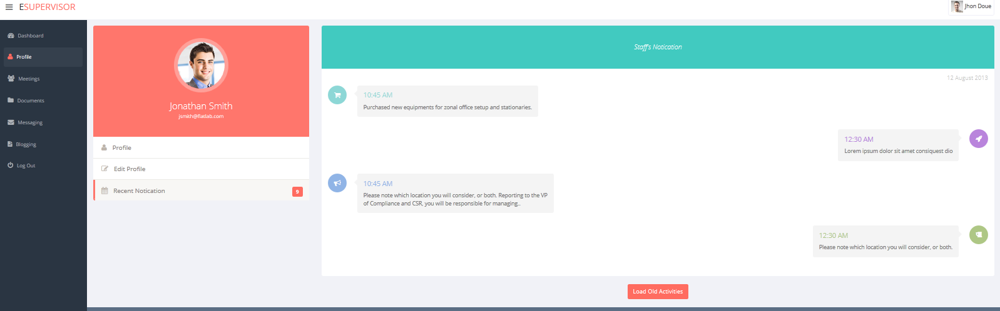 ESUPERVISOR
Jhon Doue
Dashboard
Profile
Meetings
Documents
Messaging
Blogging
Log Out
Jonathan Smith
jsmith@flatlab.com
Profile
Edit Profile
Recent Notication
9
Staff's Notication
12 August 2013
10:45 AM
Purchased new equipments for zonal office setup and stationaries.
12:30 AM
Lorem ipsum dolor sit amet consiquest dio
10:45 AM
Please note which location you will consider, or both. Reporting to the VP
of Compliance and CSR, you will be responsible for managing..
12:30 AM
Please note which location you will consider, or both.
Load Old Activities